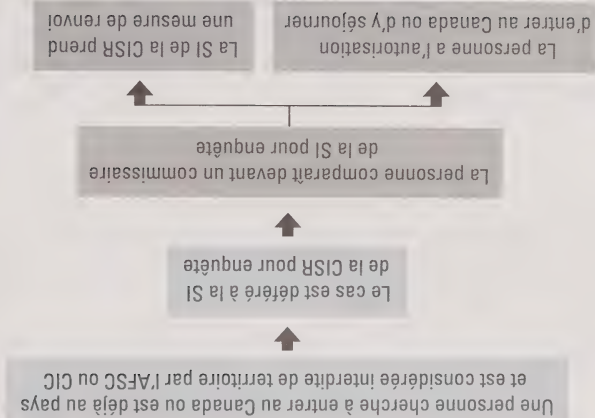 Une personne cherche à entrer au Canada ou est déjà au pays
et est considérée interdite de territoire par l'AFSC ou CIC
Le cas est déféré à la SI
de la CISR pour enquête
La personne comparaît devant un commissaire
de la SI pour enquête
La personne a l'autorisation
d'entrer au Canada ou d'y séjourner
La SI de la CISR prend
une mesure de renvoi